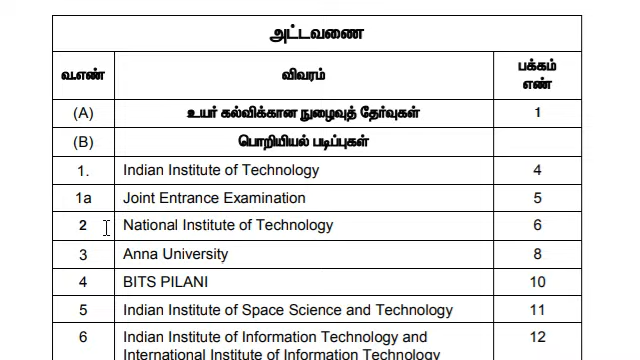 அட்டவணை
வ.எண் விவரம் பக்கம்
எண்
(A) உயர் கல்விக்கான நுழைவுத் தேர்வுகள் 1
(B) பொறியியல் படிப்புகள்
1. Indian Institute of Technology 4
1a Joint Entrance Examination 5
2 National Institute of Technology 6
3 Anna University 8
4 BITS PILANI 10
5 Indian Institute of Space Science and Technology 11
6 Indian Institute of Information Technology and 12
International Institute of Information Technology